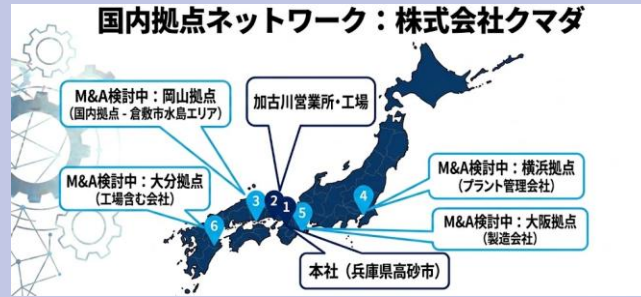 国内拠点ネットワーク：株式会社クマダ
M&A検討中：岡山拠点
（国内拠点 - 倉敷市水島エリア）
加古川営業所・工場
M&A検討中：大分拠点
（工場含む会社）
M&A検討中：横浜拠点
（プラント管理会社）
M&A検討中：大阪拠点
（製造会社）
本社（兵庫県高砂市）
3
2
1
5
4
6